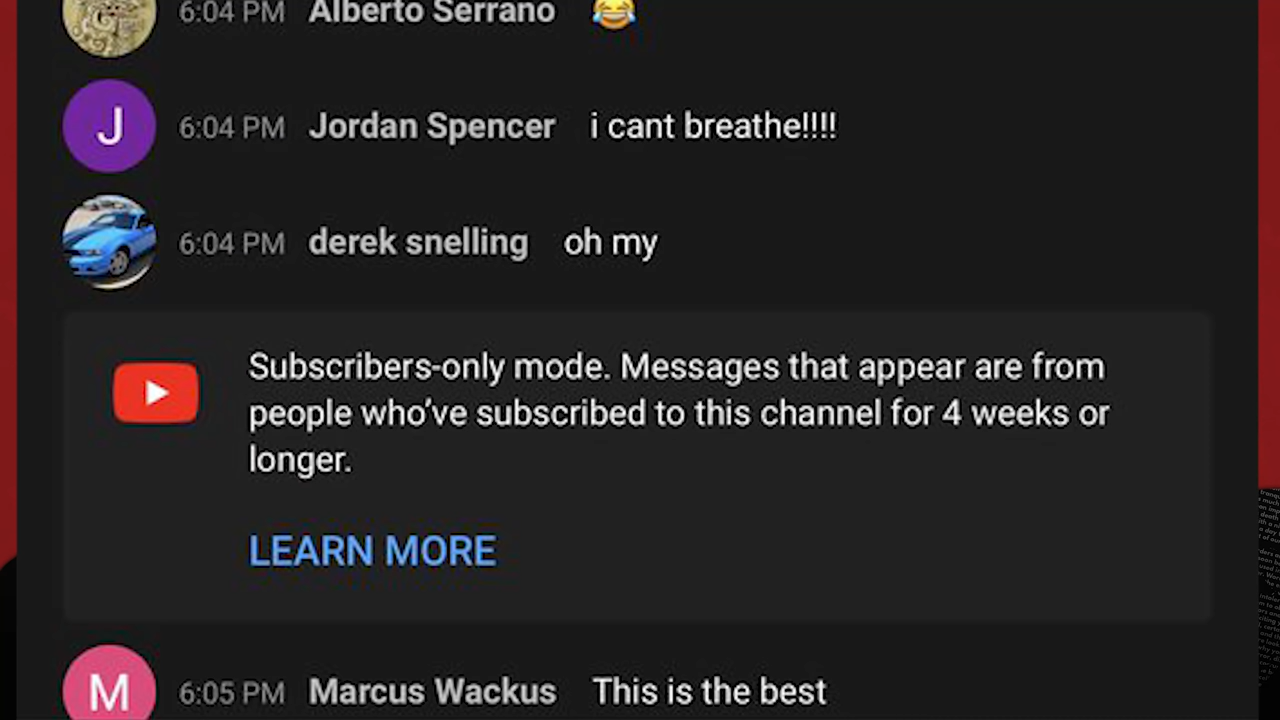 6:04 PM Alberto Serrano 😂
J 6:04 PM Jordan Spencer i cant breathe!!!!
6:04 PM derek snelling oh my
Subscribers-only mode. Messages that appear are from
people who’ve subscribed to this channel for 4 weeks or
longer.
LEARN MORE
M 6:05 PM Marcus Wackus This is the best